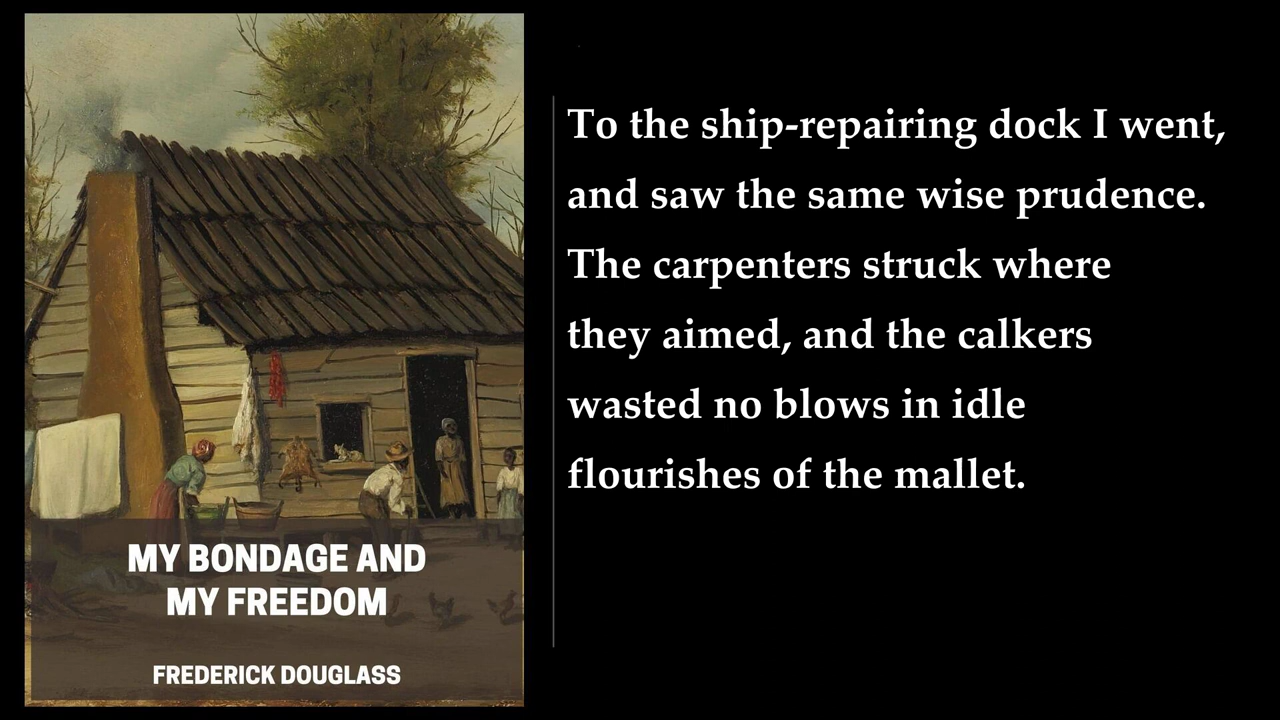 MY BONDAGE AND
MY FREEDOM
FREDERICK DOUGLASS
To the ship-repairing dock I went,
and saw the same wise prudence.
The carpenters struck where
they aimed, and the calkers
wasted no blows in idle
flourishes of the mallet.